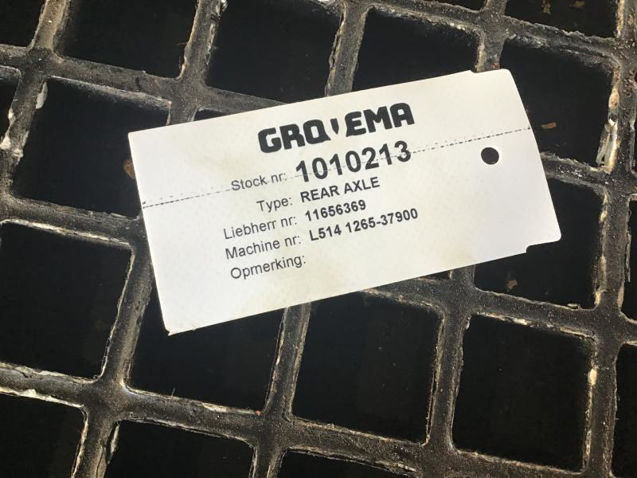 GROVEMA
Stock nr: 1010213
Type: REAR AXLE
Liebherr nr: 11656369
Machine nr: L514 1265-37900
Opmerking: